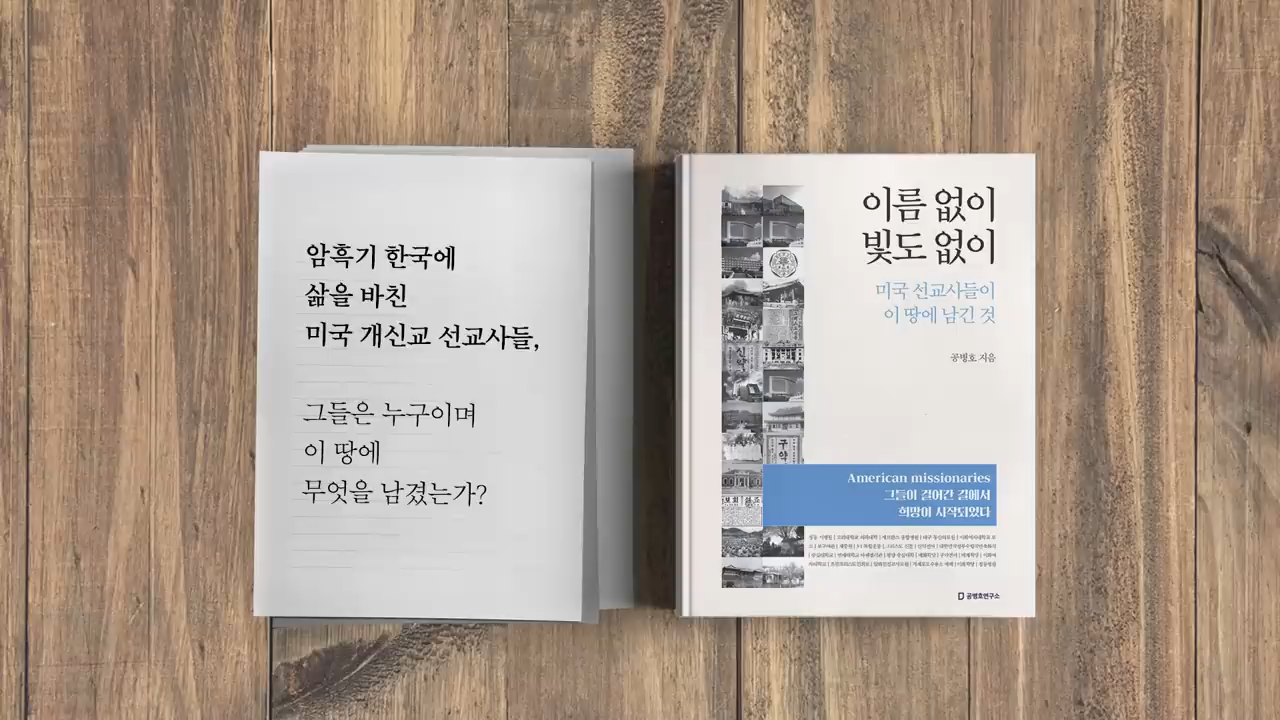 암흑기 한국에
삶을 바친
미국 개신교 선교사들,
그들은 누구이며
이 땅에
무엇을 남겼는가?
이름 없이
빛도 없이
미국 선교사들이
이 땅에 남긴 것
공병호 지음
신약
구약
American missionaries
그들이 걸어간 길에서
희망이 시작되었다
공병호연구소